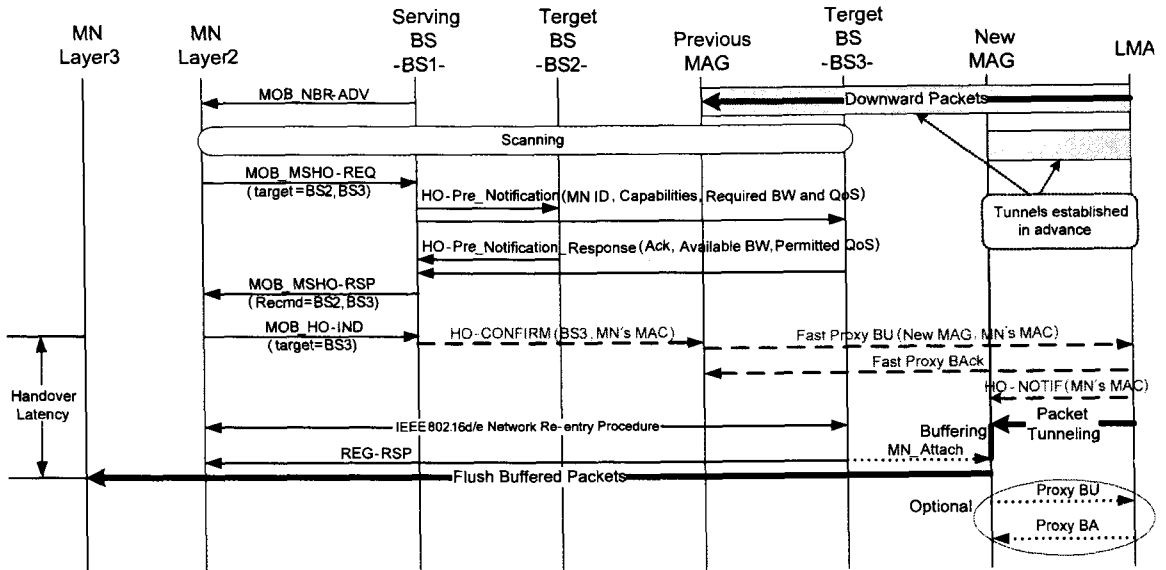 MN
Layer3
MN
Layer2
Serving
BS
-BS1-
Terget
BS
-BS2-
Previous
MAG
Terget
BS
-BS3-
New
MAG
LMA
MOB_NBR-ADV
Downward Packets
Scanning
MOB_MSHO-REQ
(target=BS2,BS3)
HO-Pre_Notification(MN ID, Capabilities, Required BW and QoS)
Tunnels established
in advance
HO-Pre_Notification_Response(Ack, Available BW, Permitted QoS)
MOB_MSHO-RSP
(Recmd=BS2,BS3)
MOB_HO-IND
(target=BS3)
HO-CONFIRM(BS3, MN's MAC)
Fast Proxy BU(New MAG, MN's MAC)
Fast Proxy BAck
HO-NOTIF(MN's MAC)
Handover
Latency
Packet
Tunneling
IEEE802.16d/e Network Re-entry Procedure
Buffering
REG-RSP
MN_Attach
Flush Buffered Packets
Optional
Proxy BU
Proxy BA